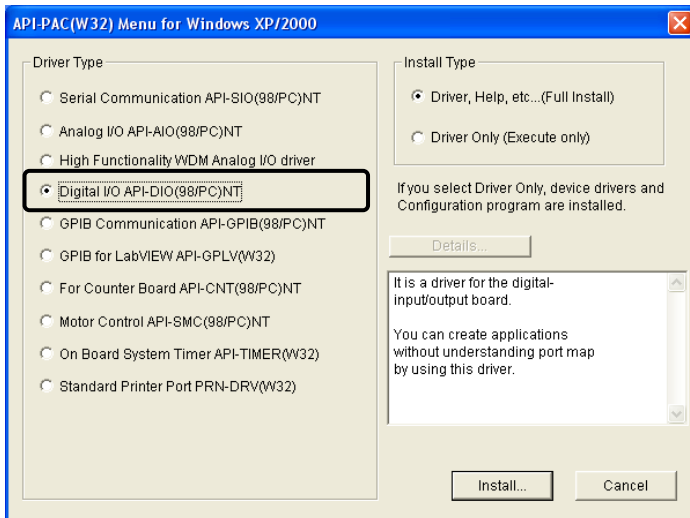 API-PAC(W32) Menu for Windows XP/2000
Driver Type
Serial Communication API-SIO(98/PC)NT
Analog I/O API-AIO(98/PC)NT
High Functionality WDM Analog I/O driver
Digital I/O API-DIO(98/PC)NT
GPIB Communication API-GPIB(98/PC)NT
GPIB for LabVIEW API-GPLV(W32)
For Counter Board API-CNT(98/PC)NT
Motor Control API-SMC(98/PC)NT
On Board System Timer API-TIMER(W32)
Standard Printer Port PRN-DRV(W32)
Install Type
Driver, Help, etc...(Full Install)
Driver Only (Execute only)
If you select Driver Only, device drivers and
Configuration program are installed.
Details...
It is a driver for the digital-
input/output board.
You can create applications
without understanding port map
by using this driver.
Install...
Cancel